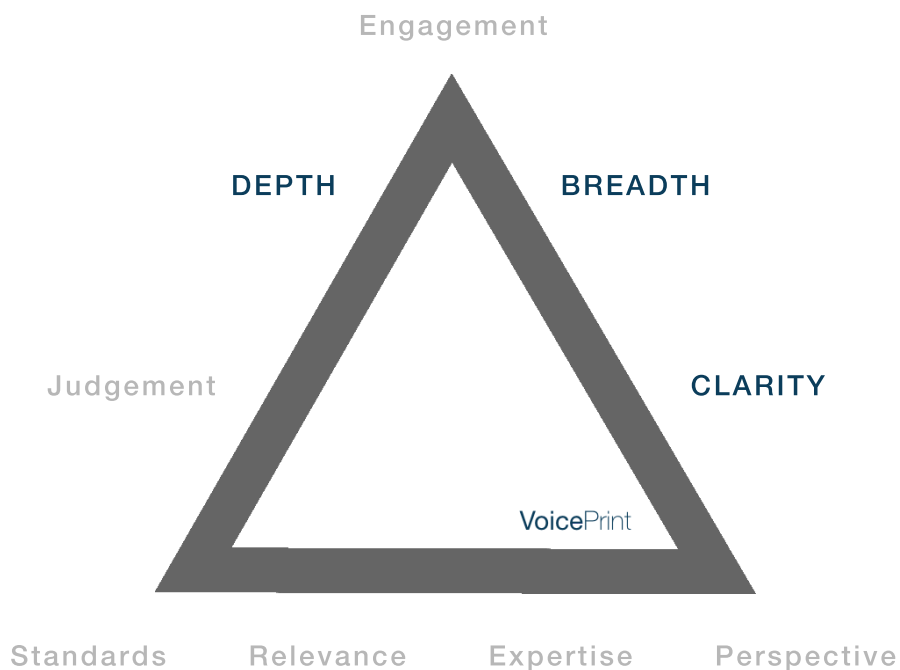 Engagement
DEPTH
BREADTH
Judgement
CLARITY
VoicePrint
Standards
Relevance
Expertise
Perspective